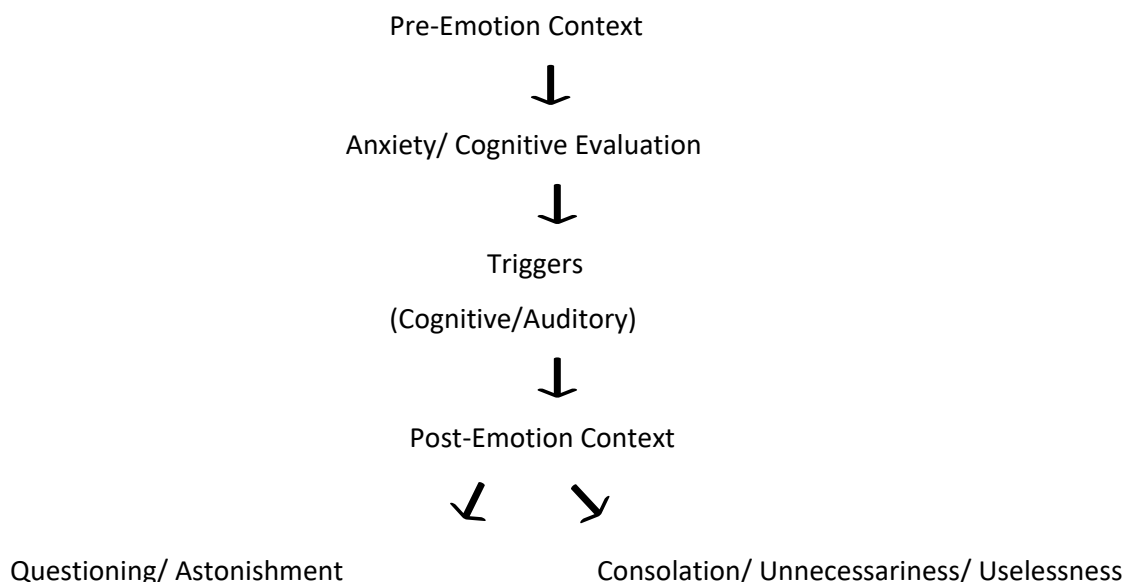 Pre-Emotion Context
Anxiety/ Cognitive Evaluation
Triggers
(Cognitive/Auditory)
Post-Emotion Context
Questioning/ Astonishment
Consolation/ Unnecessariness/ Uselessness